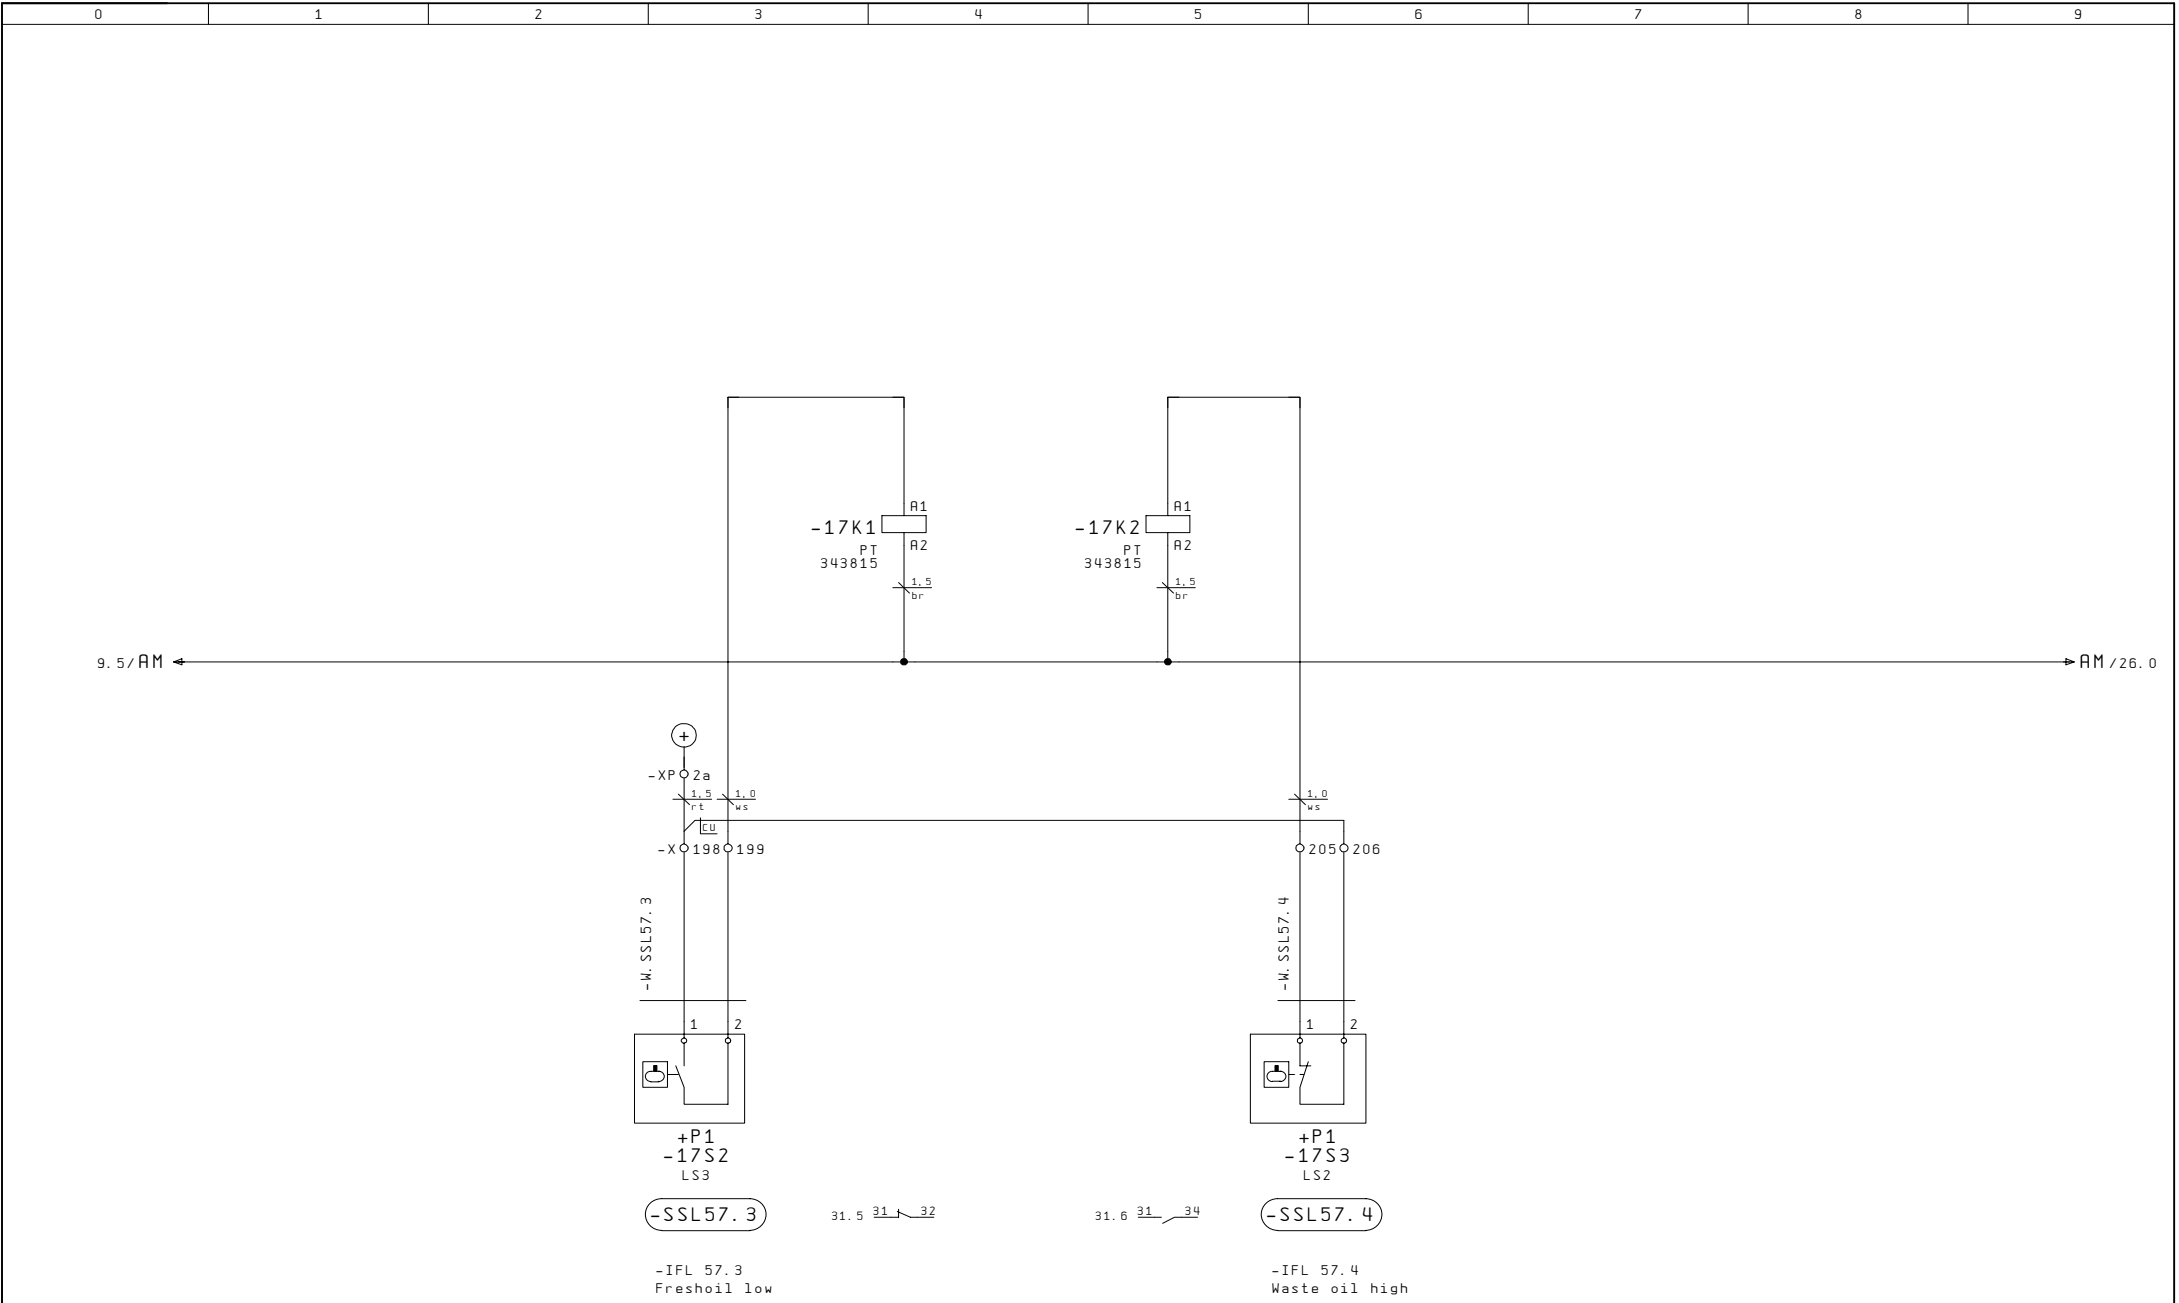 0 1 2 3 4 5 6 7 8 9
A1 A1
-17K1 -17K2
A2 A2
PT PT
343815 343815
1,5 1,5
br br
9.5/AM AM/26.0
+
-XP 2a
1,5 1,0 1,0
rt ws ws
CU
-X 198 199 205 206
-W.SSL57.3 -W.SSL57.4
1 2 1 2
+P1 +P1
-17S2 -17S3
LS3 LS2
-SSL57.3 31.5 31 32 31.6 31 34 -SSL57.4
-IFL 57.3 -IFL 57.4
Freshoil low Waste oil high